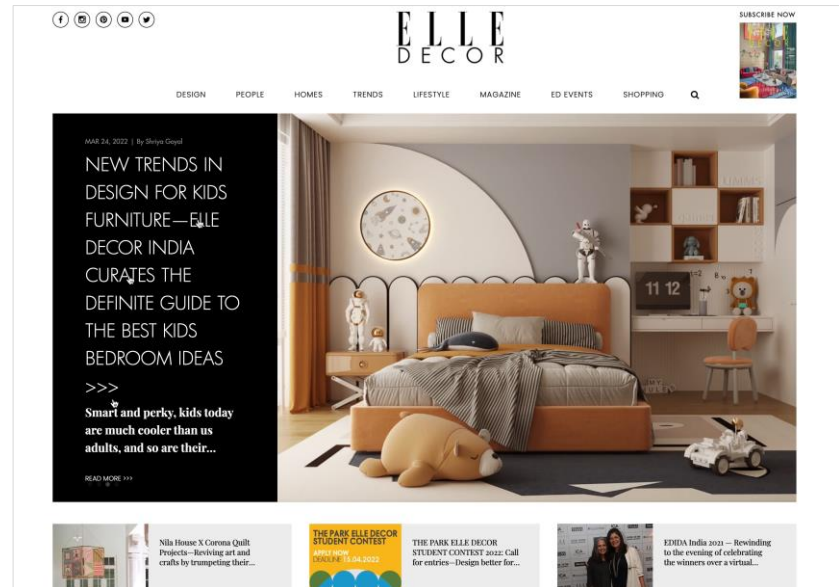 SUBSCRIBE NOW
ELLE
DECOR
DESIGN PEOPLE HOMES TRENDS LIFESTYLE MAGAZINE ED EVENTS SHOPPING
MAR 24, 2022 | By Shriya Goyal
NEW TRENDS IN
DESIGN FOR KIDS
FURNITURE—ELLE
DECOR INDIA
CURATES THE
DEFINITE GUIDE TO
THE BEST KIDS
BEDROOM IDEAS
>>>
Smart and perky, kids today
are much cooler than us
adults, and so are their...
READ MORE >>>
11 12
Nila House X Corona Quilt
Projects—Reviving art and
crafts by trumpeting their...
THE PARK ELLE DECOR
STUDENT CONTEST
APPLY NOW
DEADLINE 15.04.2022
THE PARK ELLE DECOR
STUDENT CONTEST 2022: Call
for entries—Design better for...
EDIDA India 2021 — Rewinding
to the evening of celebrating
the winners over a virtual...